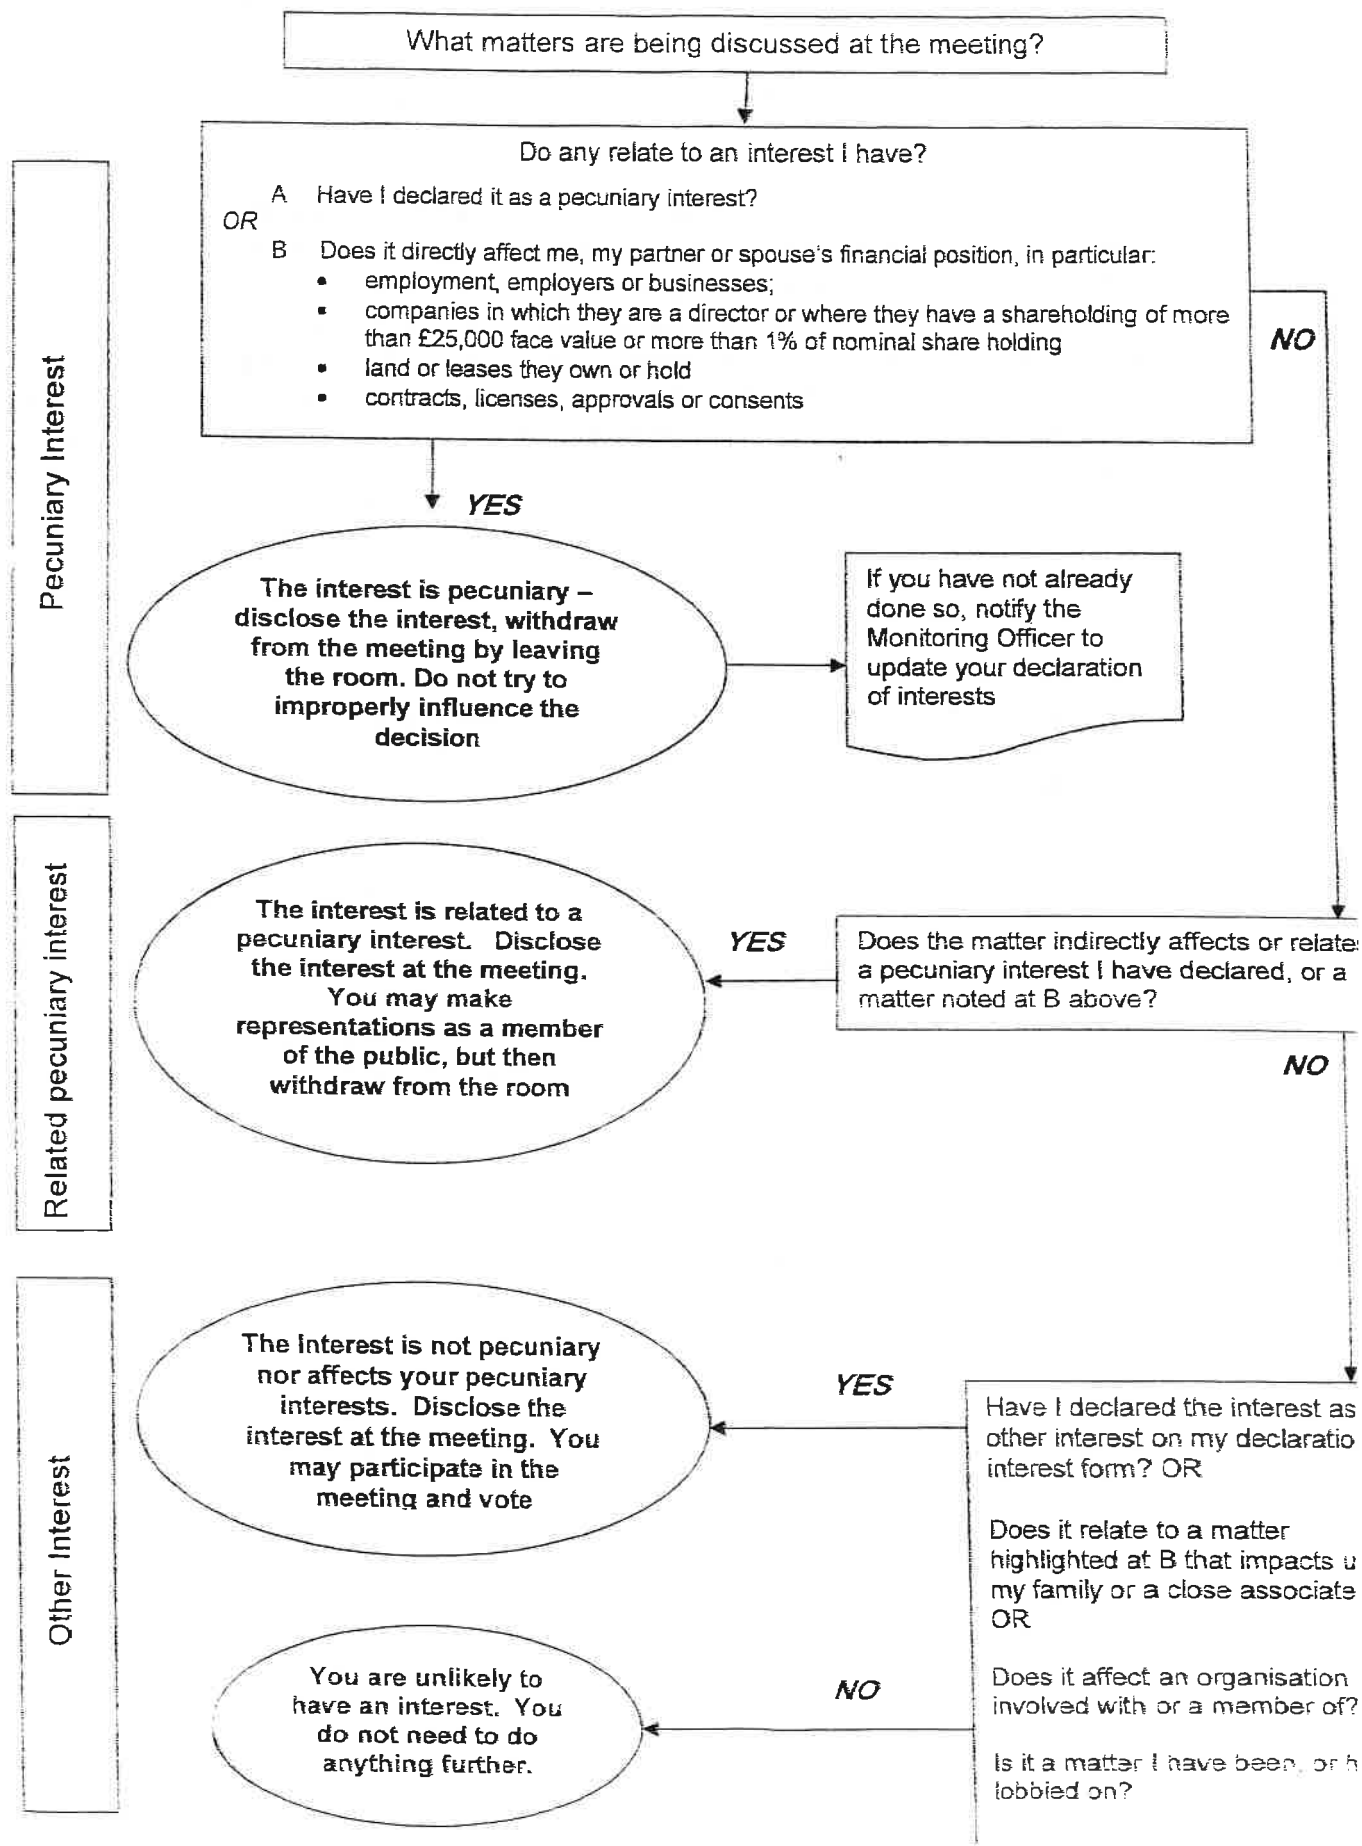 What matters are being discussed at the meeting?
Do any relate to an interest I have?
A Have I declared it as a pecuniary interest?
OR
B Does it directly affect me, my partner or spouse's financial position, in particular:
• employment, employers or businesses;
• companies in which they are a director or where they have a shareholding of more
than £25,000 face value or more than 1% of nominal share holding
• land or leases they own or hold
• contracts, licenses, approvals or consents
NO
Pecuniary Interest
YES
The interest is pecuniary –
disclose the interest, withdraw
from the meeting by leaving
the room. Do not try to
improperly influence the
decision
If you have not already
done so, notify the
Monitoring Officer to
update your declaration
of interests
Related pecuniary interest
The interest is related to a
pecuniary interest. Disclose
the interest at the meeting.
You may make
representations as a member
of the public, but then
withdraw from the room
YES
Does the matter indirectly affects or relate
a pecuniary interest I have declared, or a
matter noted at B above?
NO
Other Interest
The Interest is not pecuniary
nor affects your pecuniary
interests. Disclose the
interest at the meeting. You
may participate in the
meeting and vote
YES
Have I declared the interest as
other interest on my declaratio
interest form? OR
Does it relate to a matter
highlighted at B that impacts u
my family or a close associate
OR
Does it affect an organisation
involved with or a member of?
Is it a matter I have been, or h
lobbied on?
NO
You are unlikely to
have an interest. You
do not need to do
anything further.